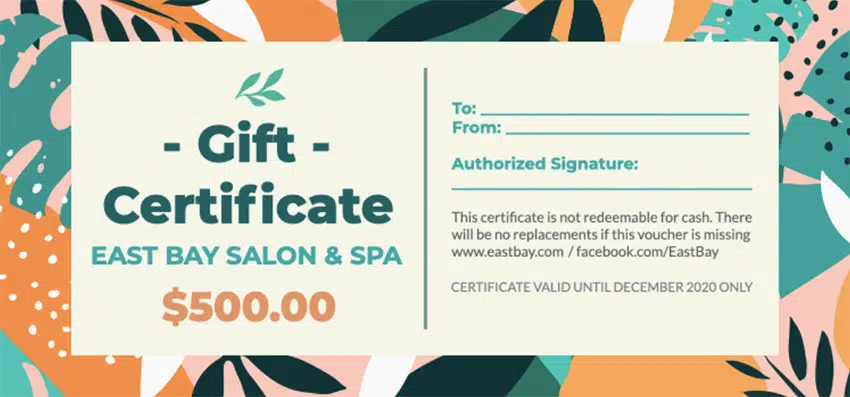 - Gift -
Certificate
EAST BAY SALON & SPA
$500.00
To:
From:
Authorized Signature:
This certificate is not redeemable for cash. There
will be no replacements if this voucher is missing
www.eastbay.com / facebook.com/EastBay
CERTIFICATE VALID UNTIL DECEMBER 2020 ONLY